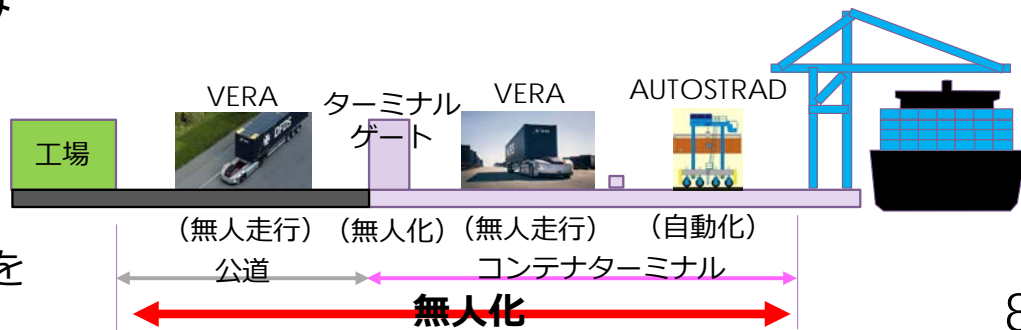 VERA
ターミナル
ゲート
VERA
AUTOSTRAD
工場
(無人走行)
(無人化)
(無人走行)
(自動化)
を
公道
コンテナターミナル
無人化